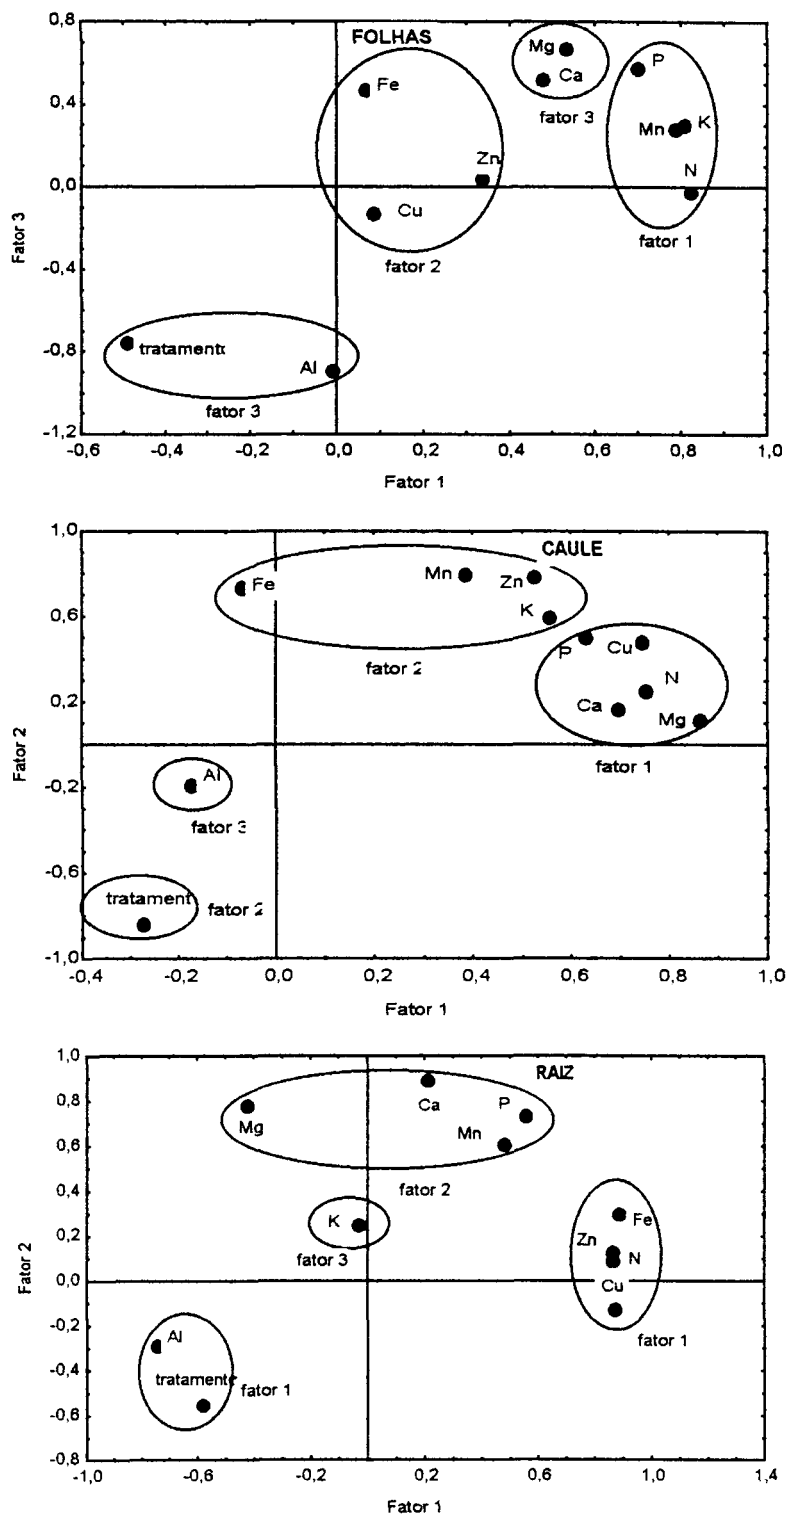 FOLHAS
0,8
0,4
0,0
-0,4
-0,8
-1,2
Fator 3
Mg
Ca
fator 3
P
Mn
K
N
fator 1
Fe
Zn
Cu
fator 2
tratamento
Al
fator 3
-0,6 -0,4 -0,2 0,0 0,2 0,4 0,6 0,8 1,0
Fator 1
CAULE
1,0
0,6
0,2
-0,2
-0,6
-1,0
Fator 2
Fe
Mn
Zn
K
fator 2
P
Cu
N
Ca
Mg
fator 1
Al
fator 3
tratament
fator 2
-0,4 -0,2 0,0 0,2 0,4 0,6 0,8 1,0
Fator 1
RAIZ
1,0
0,8
0,6
0,4
0,2
0,0
-0,2
-0,4
-0,6
-0,8
Fator 2
Mg
Ca
P
Mn
fator 2
K
fator 3
Fe
Zn
N
Cu
fator 1
Al
tratamento
fator 1
-1,0 -0,6 -0,2 0,2 0,6 1,0 1,4
Fator 1